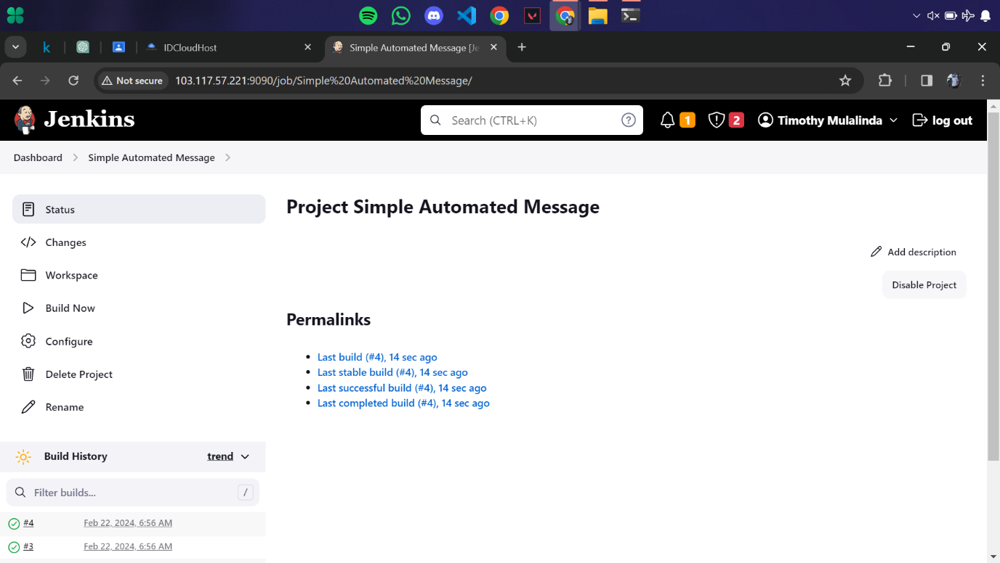 IDCloudHost
Simple Automated Message [Je
Not secure
103.117.57.221:9090/job/Simple%20Automated%20Message/
Jenkins
Search (CTRL+K)
1
2
Timothy Mulalinda
log out
Dashboard
Simple Automated Message
Status
Changes
Workspace
Build Now
Configure
Delete Project
Rename
Project Simple Automated Message
Add description
Disable Project
Permalinks
Last build (#4), 14 sec ago
Last stable build (#4), 14 sec ago
Last successful build (#4), 14 sec ago
Last completed build (#4), 14 sec ago
Build History
trend
Filter builds...
/
#4 Feb 22, 2024, 6:56 AM
#3 Feb 22, 2024, 6:56 AM